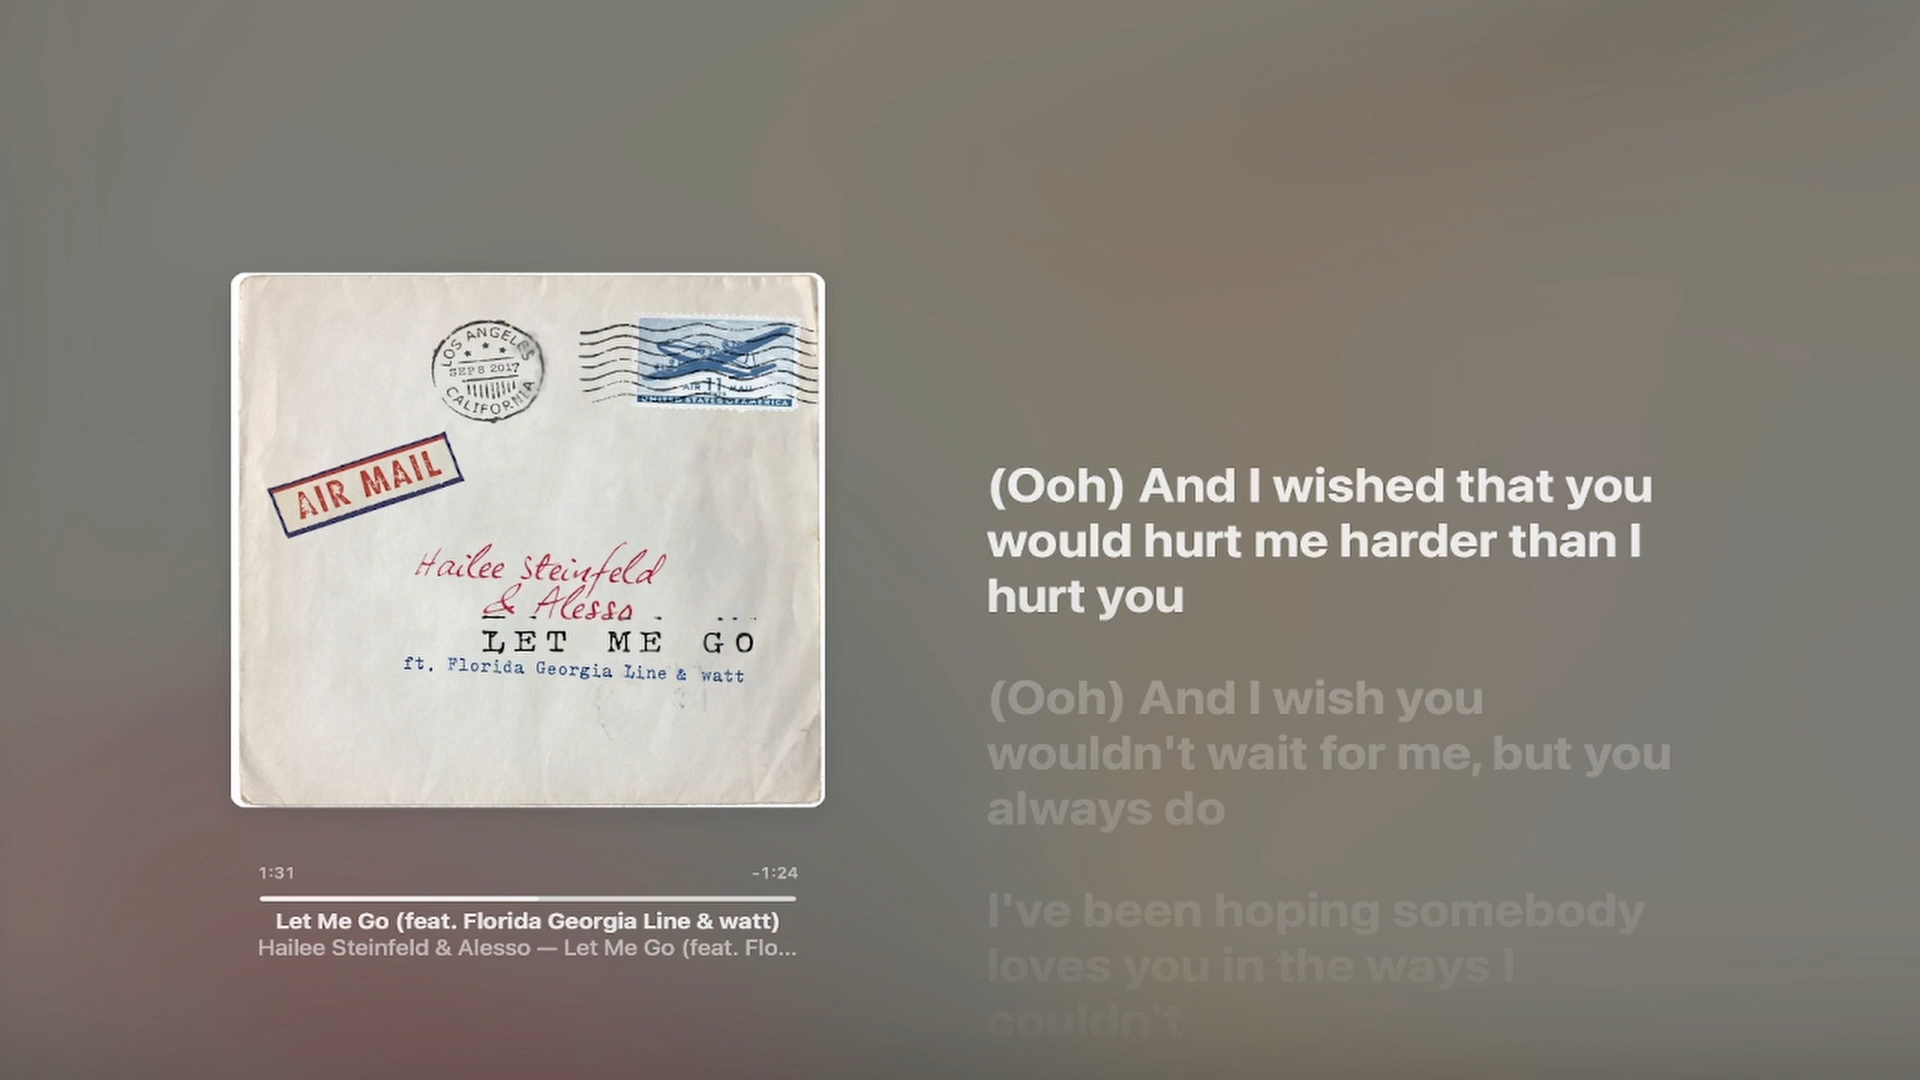 LOS ANGELES
SEP 8 2017
CALIFORNIA
AIR 11 MAIL
UNITED STATES OF AMERICA
AIR MAIL
Hailee Steinfeld
& Alesso
LET ME GO
ft. Florida Georgia Line & watt
1:31
-1:24
Let Me Go (feat. Florida Georgia Line & watt)
Hailee Steinfeld & Alesso — Let Me Go (feat. Flo...
(Ooh) And I wished that you
would hurt me harder than I
hurt you
(Ooh) And I wish you
wouldn't wait for me, but you
always do
I've been hoping somebody
loves you in the ways I
couldn't